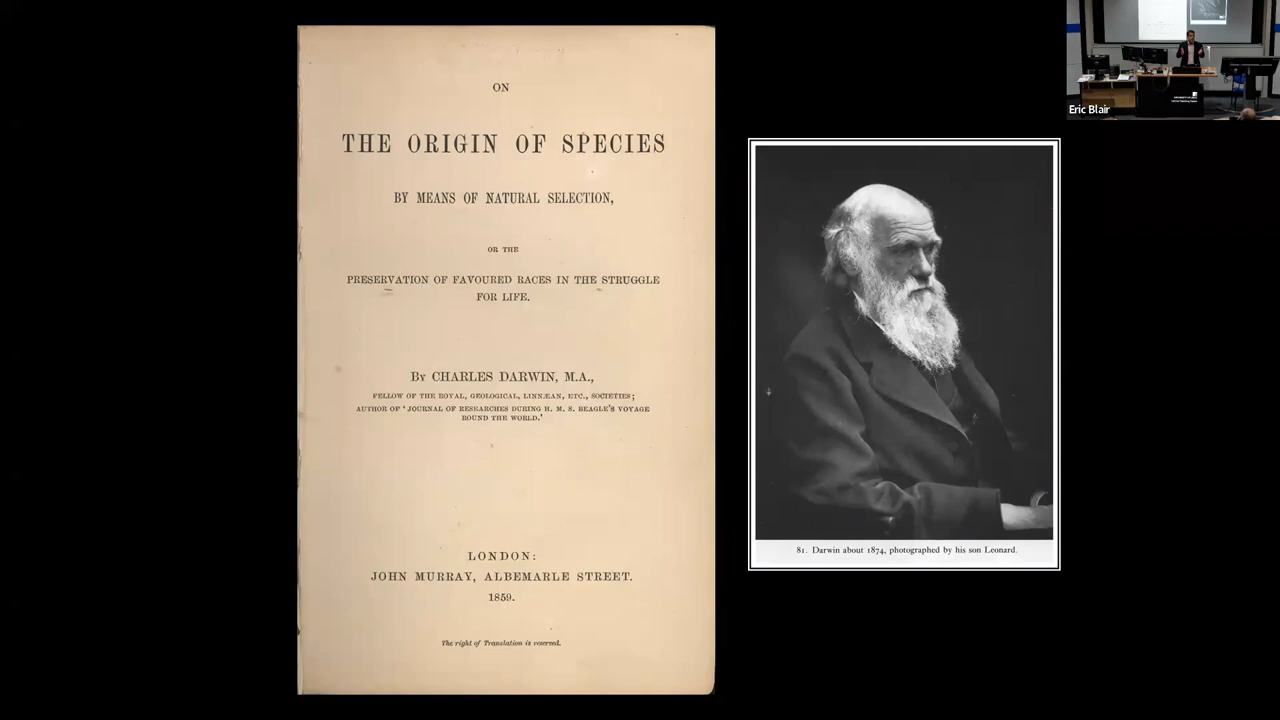 ON
THE ORIGIN OF SPECIES
BY MEANS OF NATURAL SELECTION,
OR THE
PRESERVATION OF FAVOURED RACES IN THE STRUGGLE
FOR LIFE.
BY CHARLES DARWIN, M.A.,
FELLOW OF THE ROYAL, GEOLOGICAL, LINNÆAN, ETC., SOCIETIES;
AUTHOR OF 'JOURNAL OF RESEARCHES DURING H. M. S. BEAGLE'S VOYAGE
ROUND THE WORLD.'
LONDON:
JOHN MURRAY, ALBEMARLE STREET.
1859.
The right of Translation is reserved.
81. Darwin about 1874, photographed by his son Leonard.
Eric Blair